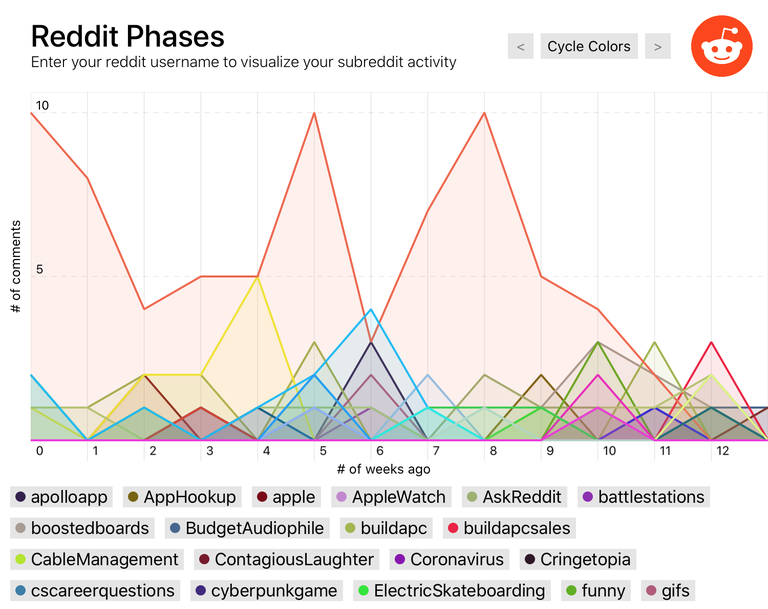 Reddit Phases
Enter your reddit username to visualize your subreddit activity
< Cycle Colors >
10
5
# of comments
0 1 2 3 4 5 6 7 8 9 10 11 12
# of weeks ago
apolloapp AppHookup apple AppleWatch AskReddit battlestations
boostedboards BudgetAudiophile buildapc buildapcsales
CableManagement ContagiousLaughter Coronavirus Cringetopia
cscareerquestions cyberpunkgame ElectricSkateboarding funny gifs